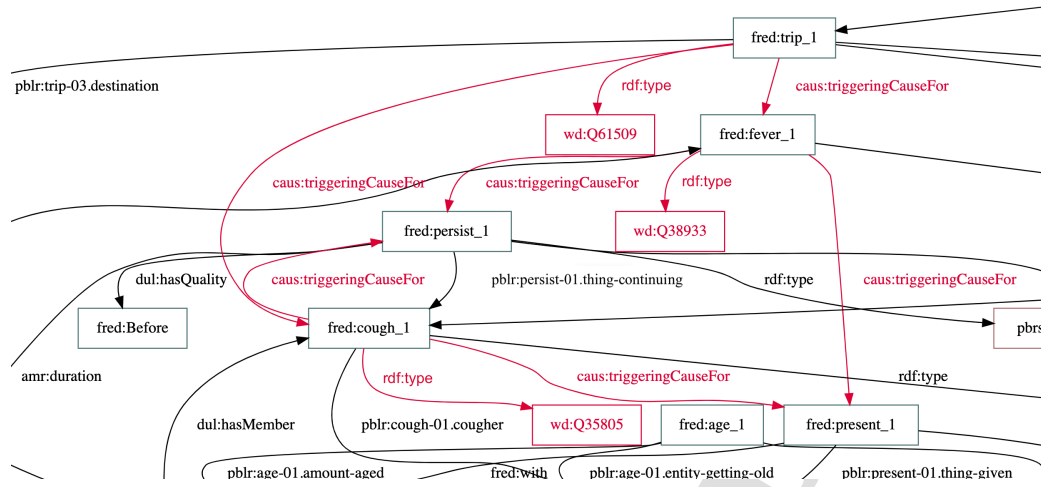 fred:trip_1
pblr:trip-03.destination
rdf:type
caus:triggeringCauseFor
wd:Q61509
fred:fever_1
caus:triggeringCauseFor
caus:triggeringCauseFor
rdf:type
fred:persist_1
wd:Q38933
dul:hasQuality
caus:triggeringCauseFor
pblr:persist-01.thing-continuing
rdf:type
caus:triggeringCauseFor
fred:Before
fred:cough_1
pbrs
amr:duration
rdf:type
caus:triggeringCauseFor
rdf:type
dul:hasMember
pblr:cough-01.cougher
wd:Q35805
fred:age_1
fred:present_1
pblr:age-01.amount-aged
fred:with
pblr:age-01.entity-getting-old
pblr:present-01.thing-given